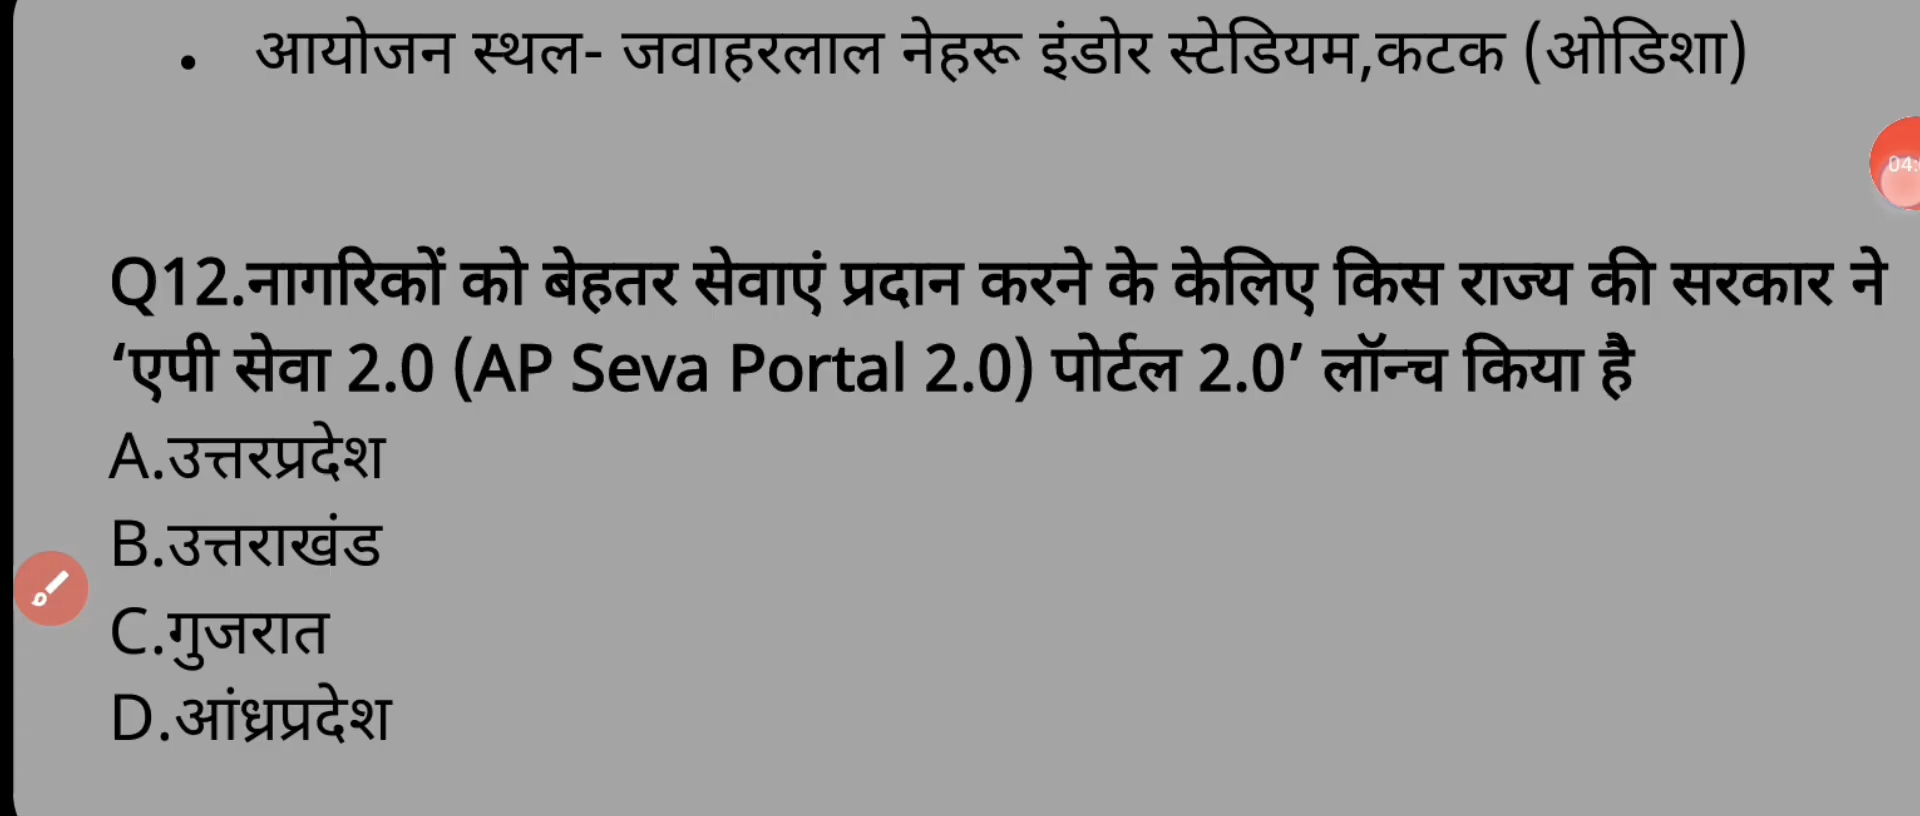 • आयोजन स्थल- जवाहरलाल नेहरू इंडोर स्टेडियम,कटक (ओडिशा)
04:
Q12.नागरिकों को बेहतर सेवाएं प्रदान करने के केलिए किस राज्य की सरकार ने
‘एपी सेवा 2.0 (AP Seva Portal 2.0) पोर्टल 2.0’ लॉन्च किया है
A.उत्तरप्रदेश
B.उत्तराखंड
C.गुजरात
D.आंध्रप्रदेश